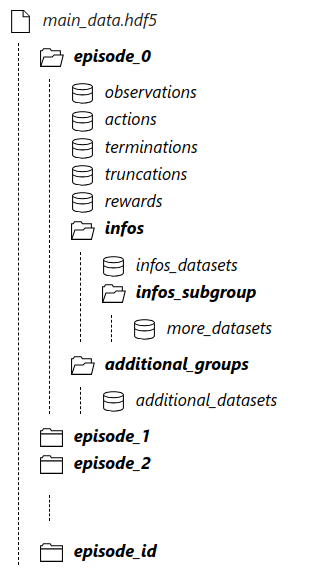 main_data.hdf5
episode_0
observations
actions
terminations
truncations
rewards
infos
infos_datasets
infos_subgroup
more_datasets
additional_groups
additional_datasets
episode_1
episode_2
episode_id